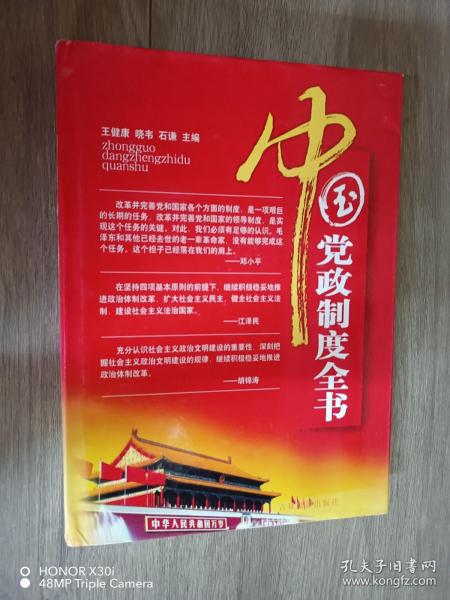 王健康 晓韦 石谦 主编
zhongguo
dangzhengzhidu
quanshu
中国党政制度全书
改革并完善党和国家各个方面的制度，是一项艰巨
的长期的任务，改革并完善党和国家的领导制度，是实
现这个任务的关键。对此，我们必须有足够的认识。毛
泽东和其他已经去世的老一辈革命家，没有能够完成这
个任务，这个担子已经落在我们的肩上。
——邓小平
在坚持四项基本原则的前提下，继续积极稳妥地推
进政治体制改革，扩大社会主义民主，健全社会主义法
制，建设社会主义法治国家。
——江泽民
充分认识社会主义政治文明建设的重要性，深刻把
握社会主义政治文明建设的规律，继续积极稳妥地推进
政治体制改革。
——胡锦涛
中华人民共和国万岁
出版社
HONOR X30i
48MP Triple Camera
孔夫子旧书网